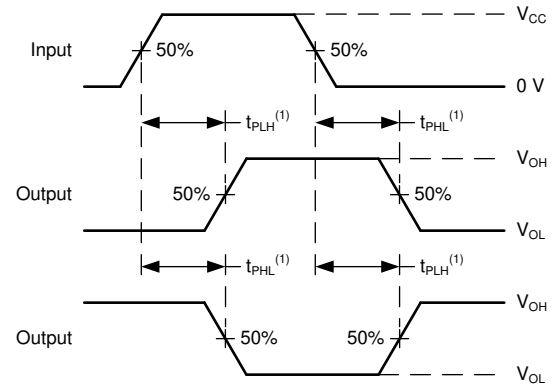 V_CC
Input 50% 50%
0 V
t_PLH^(1) t_PHL^(1)
V_OH
Output 50% 50%
V_OL
t_PHL^(1) t_PLH^(1)
V_OH
Output 50% 50%
V_OL